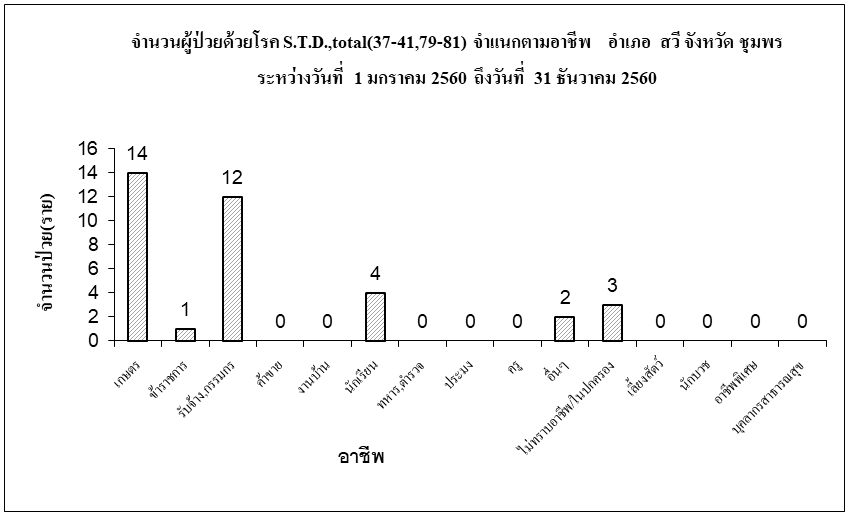 จำนวนผู้ป่วยด้วยโรค S.T.D.,total(37-41,79-81) จำแนกตามอาชีพ อำเภอ สวี จังหวัด ชุมพร
ระหว่างวันที่ 1 มกราคม 2560 ถึงวันที่ 31 ธันวาคม 2560
จำนวนป่วย(ราย)
16
14
12
10
8
6
4
2
0
14
1
12
0
0
4
0
0
0
2
3
0
0
0
0
เกษตร
ข้าราชการ
รับจ้าง,กรรมกร
ค้าขาย
งานบ้าน
นักเรียน
ทหาร,ตำรวจ
ประมง
ครู
อื่นๆ
ไม่ทราบอาชีพ/ในปกครอง
เลี้ยงสัตว์
นักบวช
อาชีพพิเศษ
บุคลากรสาธารณสุข
อาชีพ